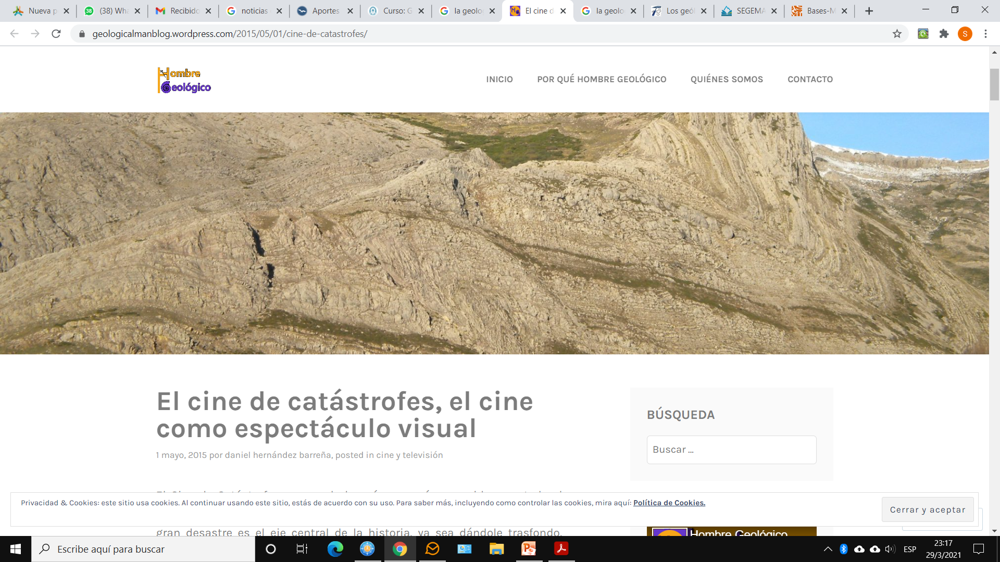 Nueva p
(38) Wha
Recibido
noticias
Aportes
Curso: G
la geolo
El cine d
la geolo
Los geól
SEGEMA
Bases-M
geologicalmanblog.wordpress.com/2015/05/01/cine-de-catastrofes/
S
Hombre
Geológico
INICIO
POR QUÉ HOMBRE GEOLÓGICO
QUIÉNES SOMOS
CONTACTO
El cine de catástrofes, el cine
como espectáculo visual
1 mayo, 2015 por daniel hernández barreña, posted in cine y televisión
BÚSQUEDA
Buscar ...
Privacidad & Cookies: este sitio usa cookies. Al continuar usando este sitio, estás de acuerdo con su uso. Para saber más, incluyendo como controlar las cookies, mira aquí: Política de Cookies.
Cerrar y aceptar
gran desastre es el eje central de la historia, ya sea dándole trasfondo,
Hombre Geológico
Escribe aquí para buscar
ESP
23:17
29/3/2021